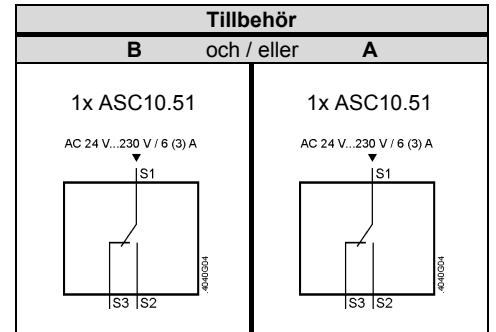 Tillbehör
B och / eller A
1x ASC10.51 1x ASC10.51
AC 24 V...230 V / 6 (3) A AC 24 V...230 V / 6 (3) A
S1 S1
.4040G04 .4040G04
S3 S2 S3 S2